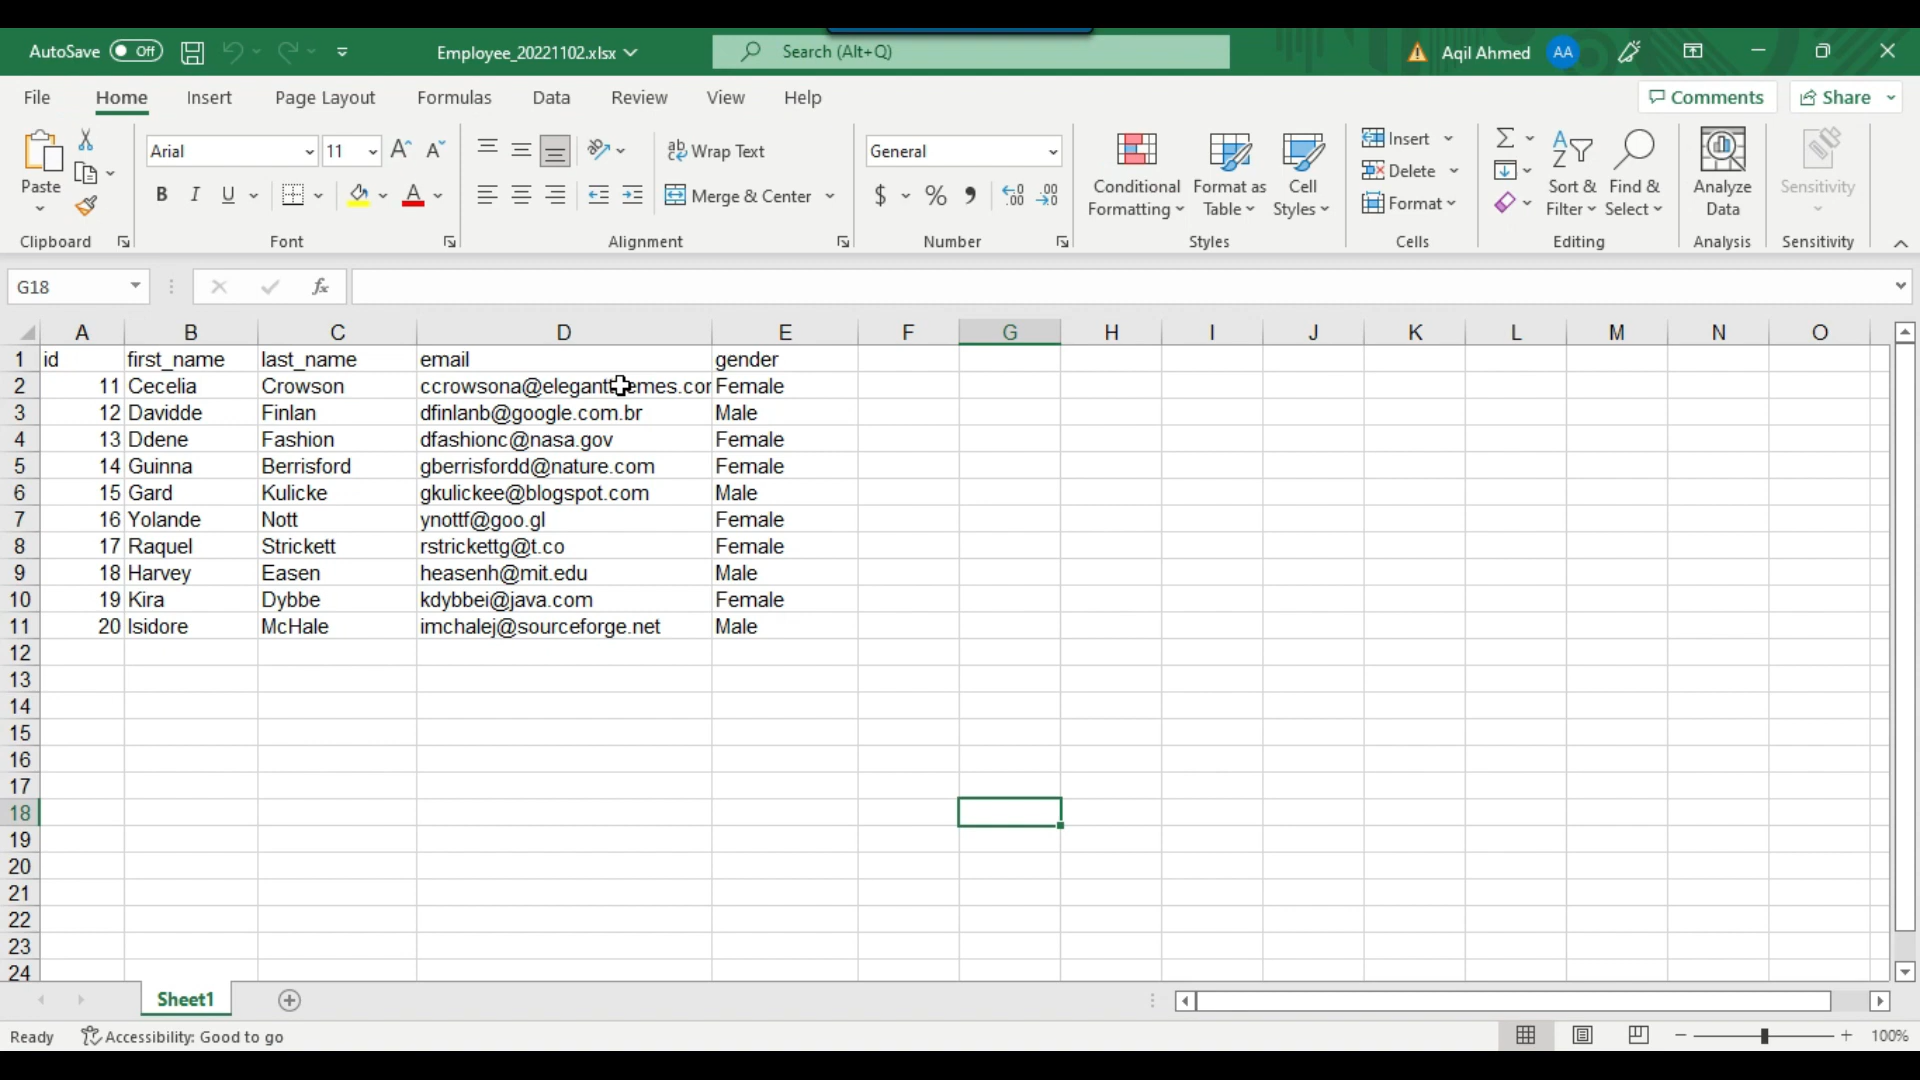 AutoSave Off Employee_20221102.xlsx Search (Alt+Q) Aqil Ahmed AA
File Home Insert Page Layout Formulas Data Review View Help Comments Share
Paste
Clipboard
Arial 11
B I U A
Font
Wrap Text
Merge & Center
Alignment
General
$ %
Number
Conditional Formatting
Format as Table
Cell Styles
Styles
Insert
Delete
Format
Cells
Sort & Filter
Find & Select
Editing
Analyze Data
Analysis
Sensitivity
Sensitivity
G18 fx
A B C D E F G H I J K L M N O
1 id first_name last_name email gender
2 11 Cecelia Crowson Female
3 12 Davidde Finlan dfinlanb@google.com.br Male
4 13 Ddene Fashion dfashionc@nasa.gov Female
5 14 Guinna Berrisford gberrisfordd@nature.com Female
6 15 Gard Kulicke gkulickee@blogspot.com Male
7 16 Yolande Nott ynottf@goo.gl Female
8 17 Raquel Strickett rstrickettg@t.co Female
9 18 Harvey Easen heasenh@mit.edu Male
10 19 Kira Dybbe kdybbei@java.com Female
11 20 Isidore McHale imchalej@sourceforge.net Male
12
13
14
15
16
17
18
19
20
21
22
23
24
Sheet1
Ready Accessibility: Good to go 100%